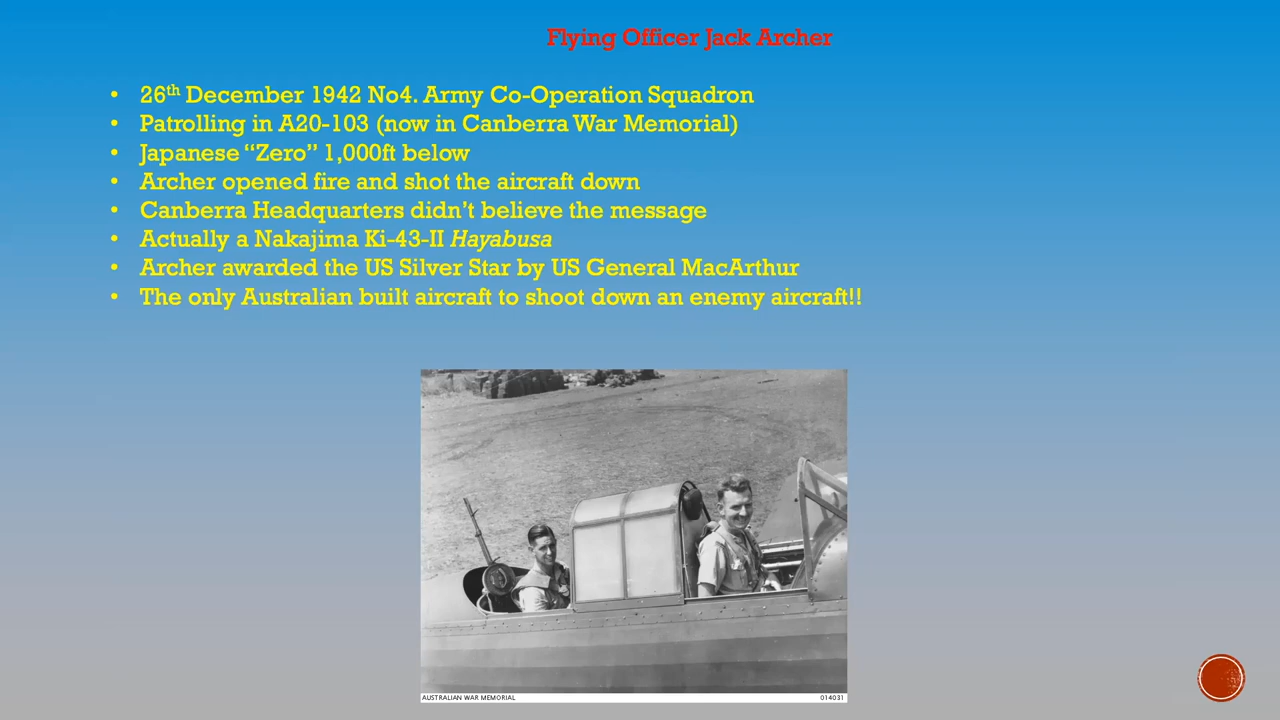 Flying Officer Jack Archer
• 26th December 1942 No4. Army Co-Operation Squadron
• Patrolling in A20-103 (now in Canberra War Memorial)
• Japanese “Zero” 1,000ft below
• Archer opened fire and shot the aircraft down
• Canberra Headquarters didn’t believe the message
• Actually a Nakajima Ki-43-II Hayabusa
• Archer awarded the US Silver Star by US General MacArthur
• The only Australian built aircraft to shoot down an enemy aircraft!!
AUSTRALIAN WAR MEMORIAL 014031